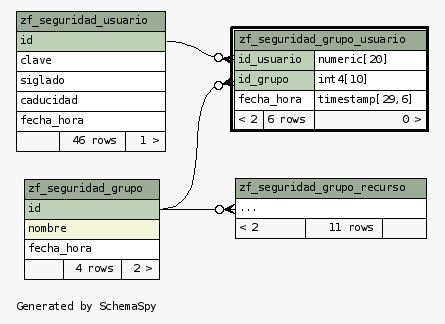 zf_seguridad_usuario
id
clave
siglado
caducidad
fecha_hora
46 rows 1 >
zf_seguridad_grupo_usuario
id_usuario numeric[20]
id_grupo int4[10]
fecha_hora timestamp[29,6]
< 2 6 rows 0 >
zf_seguridad_grupo
id
nombre
fecha_hora
4 rows 2 >
zf_seguridad_grupo_recurso
...
< 2 11 rows
Generated by SchemaSpy